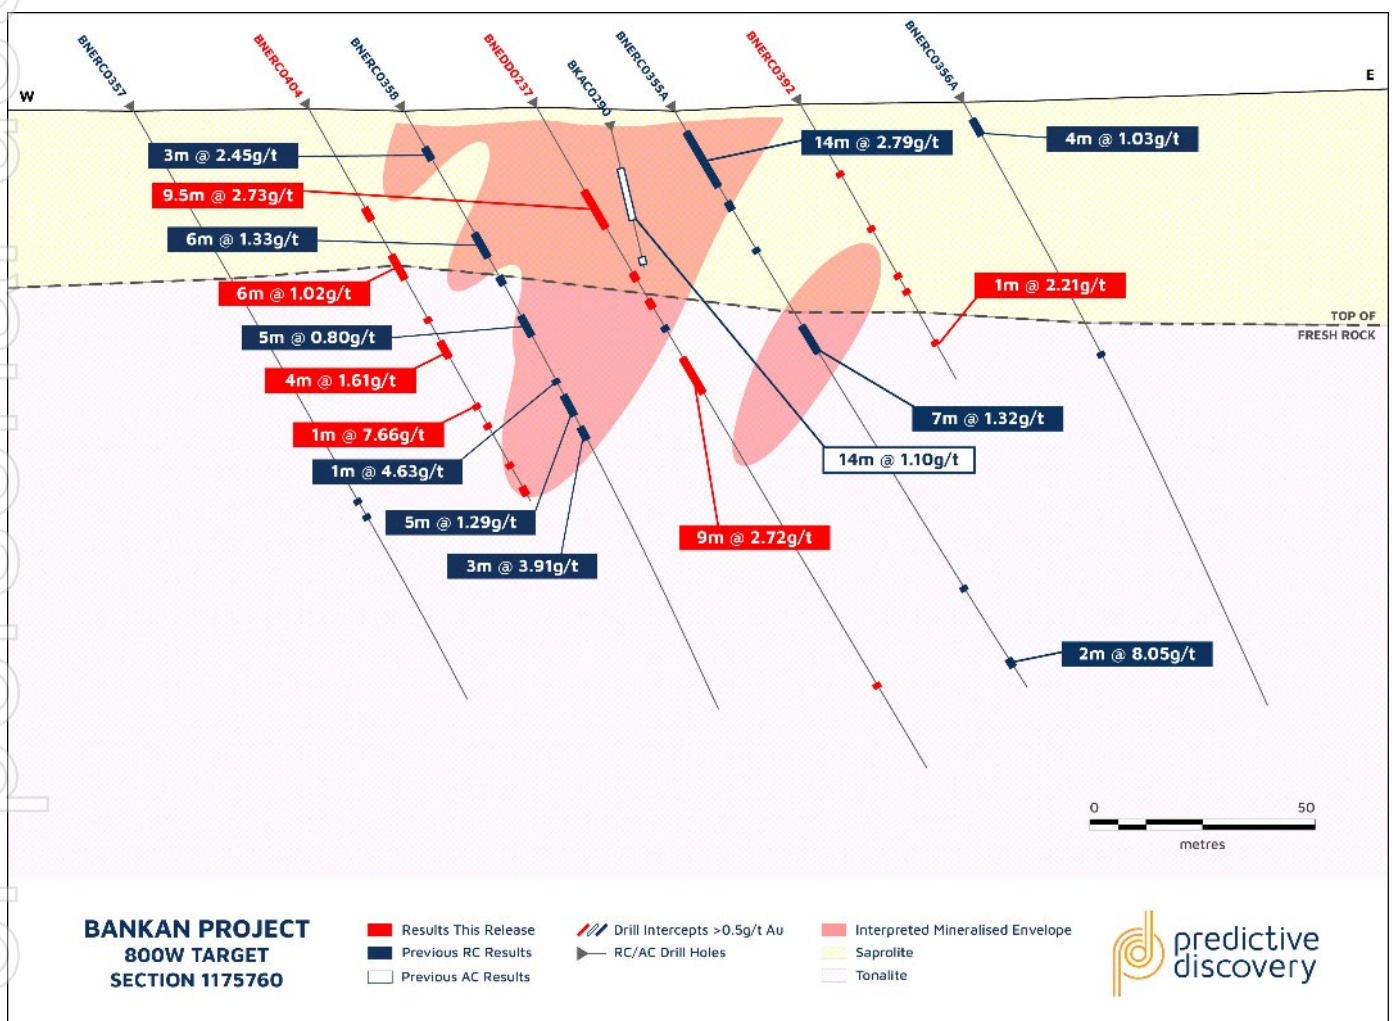 BNERC0357
BNERC0404
BNERC0358
BNEDD0237
BKAC0290
BNERC0355A
BNERC0392
BNERC0356A
W
E
3m @ 2.45g/t
14m @ 2.79g/t
4m @ 1.03g/t
9.5m @ 2.73g/t
6m @ 1.33g/t
6m @ 1.02g/t
1m @ 2.21g/t
TOP OF
FRESH ROCK
5m @ 0.80g/t
4m @ 1.61g/t
7m @ 1.32g/t
1m @ 7.66g/t
14m @ 1.10g/t
1m @ 4.63g/t
5m @ 1.29g/t
9m @ 2.72g/t
3m @ 3.91g/t
2m @ 8.05g/t
0 50
metres
BANKAN PROJECT
800W TARGET
SECTION 1175760
Results This Release
Previous RC Results
Previous AC Results
Drill Intercepts >0.5g/t Au
RC/AC Drill Holes
Interpreted Mineralised Envelope
Saprolite
Tonalite
predictive
discovery